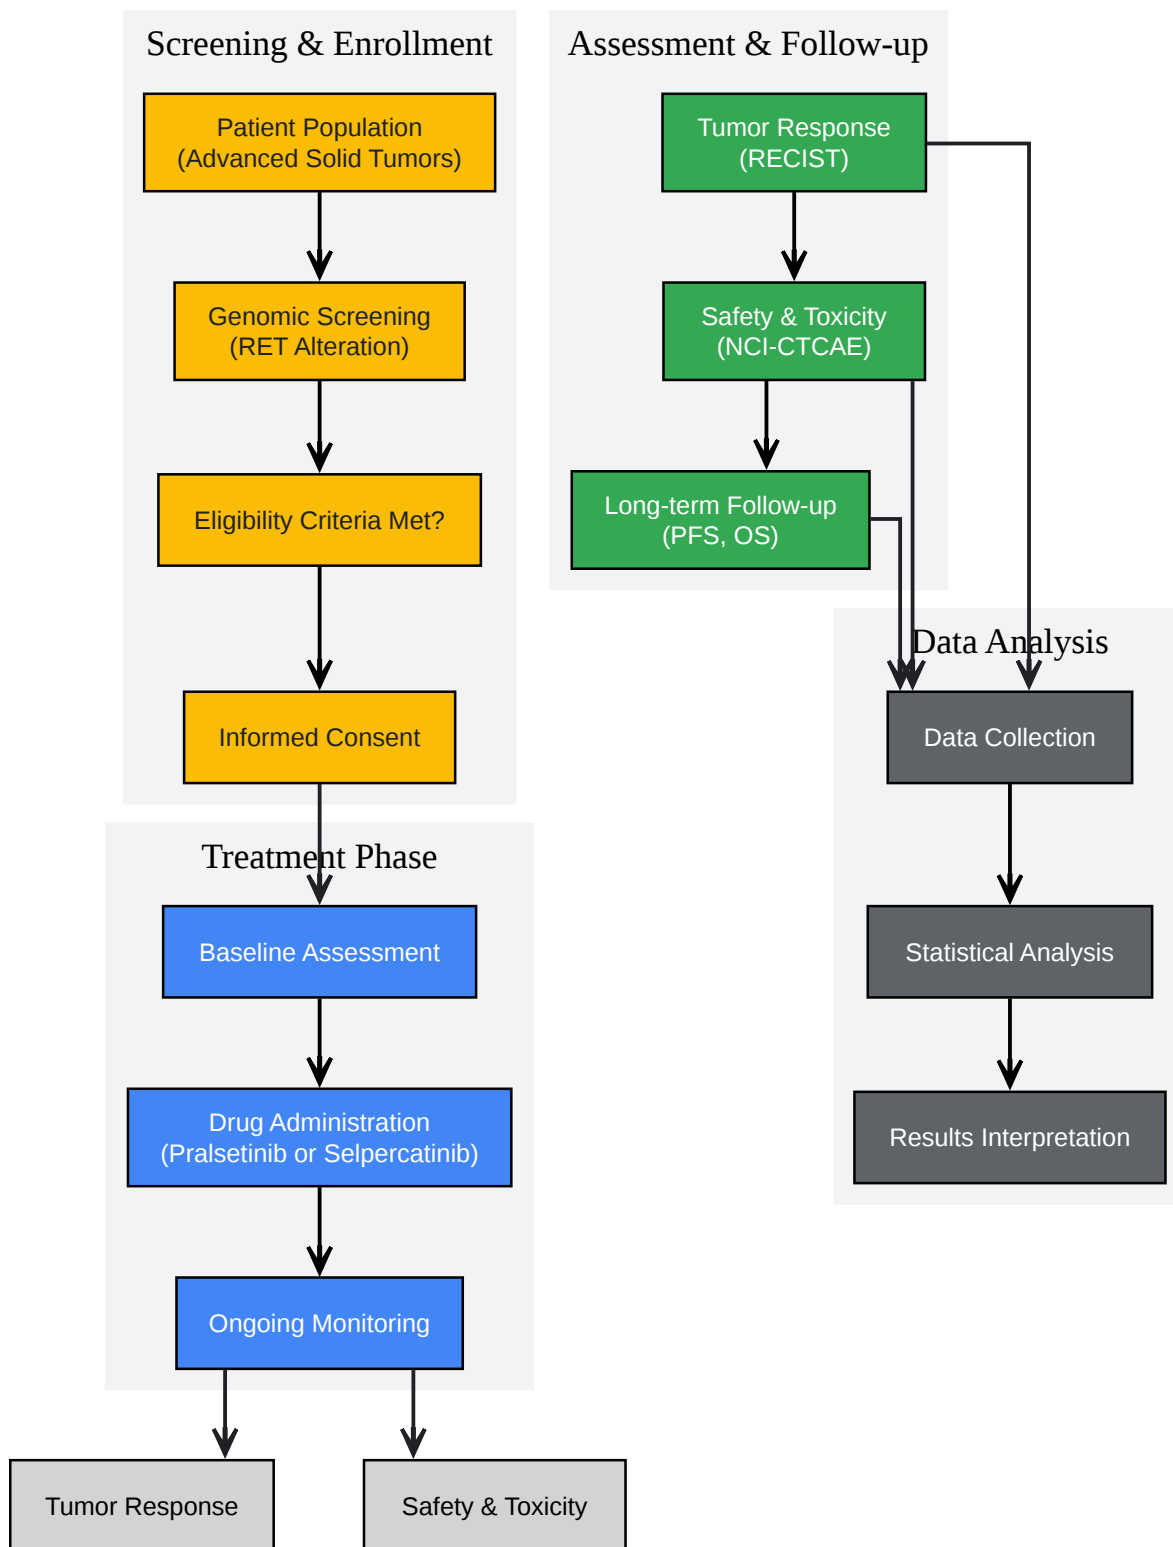 Screening & Enrollment
Patient Population
(Advanced Solid Tumors)
Genomic Screening
(RET Alteration)
Eligibility Criteria Met?
Informed Consent
Treatment Phase
Baseline Assessment
Drug Administration
(Pralsetinib or Selpercatinib)
Ongoing Monitoring
Tumor Response
Safety & Toxicity
Assessment & Follow-up
Tumor Response
(RECIST)
Safety & Toxicity
(NCI-CTCAE)
Long-term Follow-up
(PFS, OS)
Data Analysis
Data Collection
Statistical Analysis
Results Interpretation